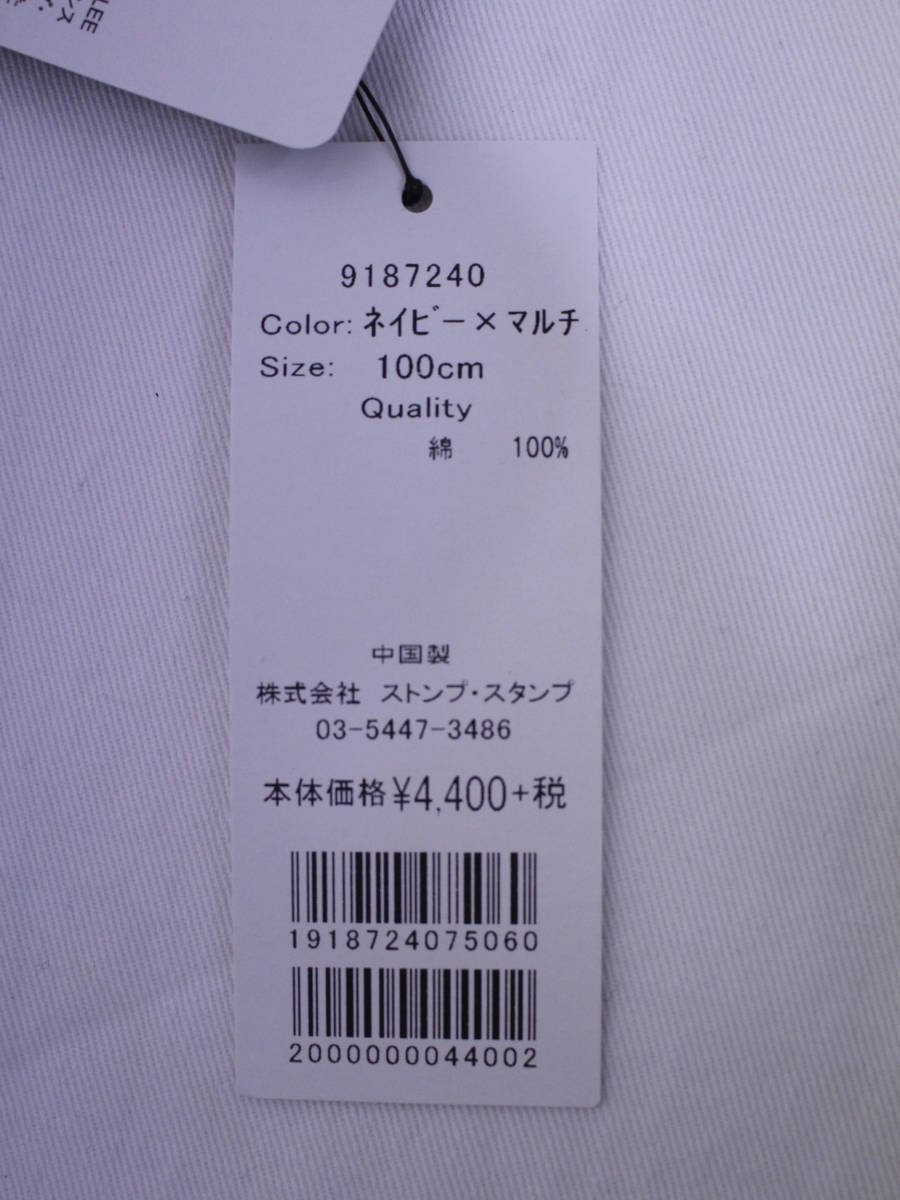 LEE
9187240
Color: ネイビー×マルチ
Size: 100cm
Quality
綿 100%
中国製
株式会社 ストンプ・スタンプ
03-5447-3486
本体価格¥4,400+税
1918724075060
2000000044002